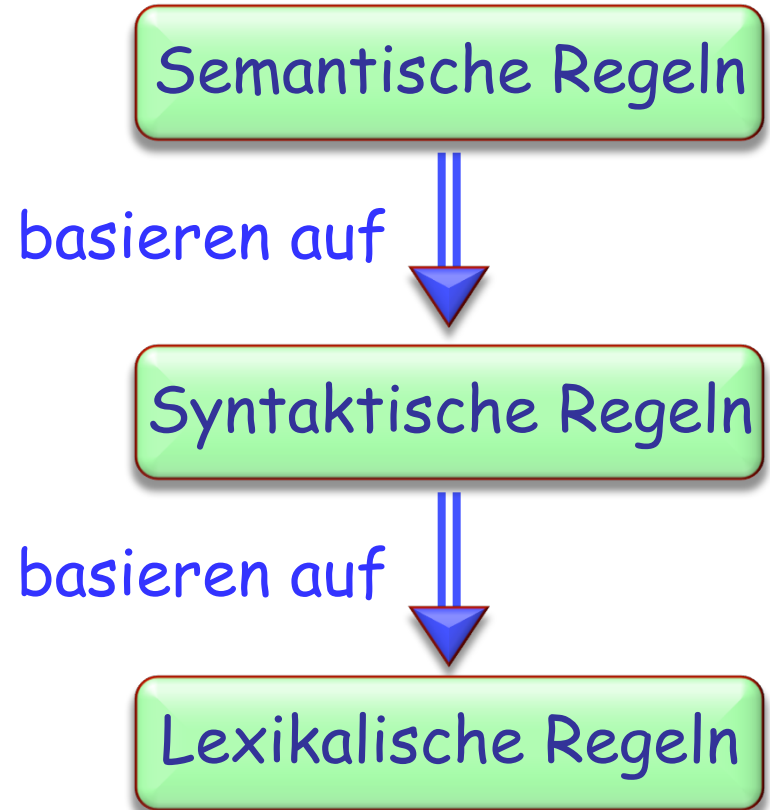 Semantische Regeln
basieren auf
Syntaktische Regeln
basieren auf
Lexikalische Regeln